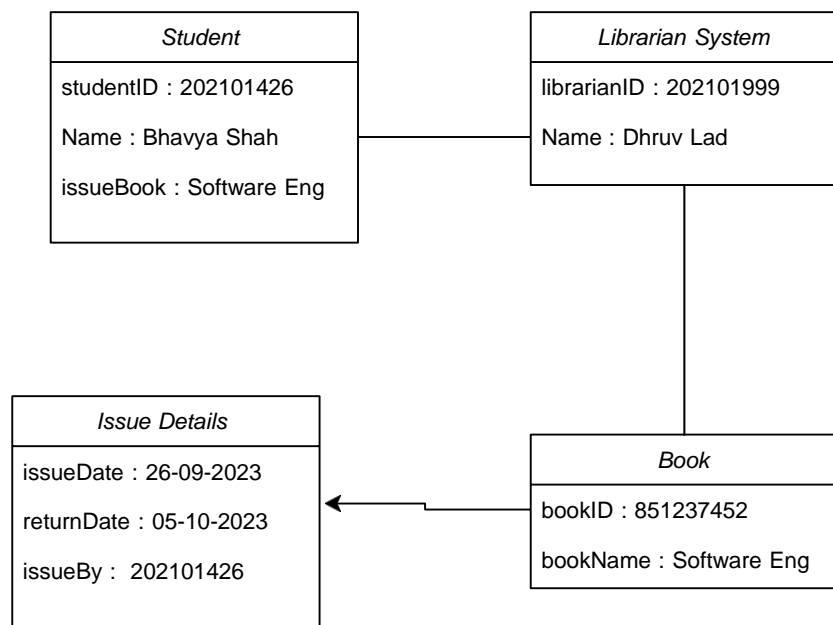 Student
studentID : 202101426
Name : Bhavya Shah
issueBook : Software Eng
Librarian System
librarianID : 202101999
Name : Dhruv Lad
Issue Details
issueDate : 26-09-2023
returnDate : 05-10-2023
issueBy :  202101426
Book
bookID : 851237452
bookName : Software Eng